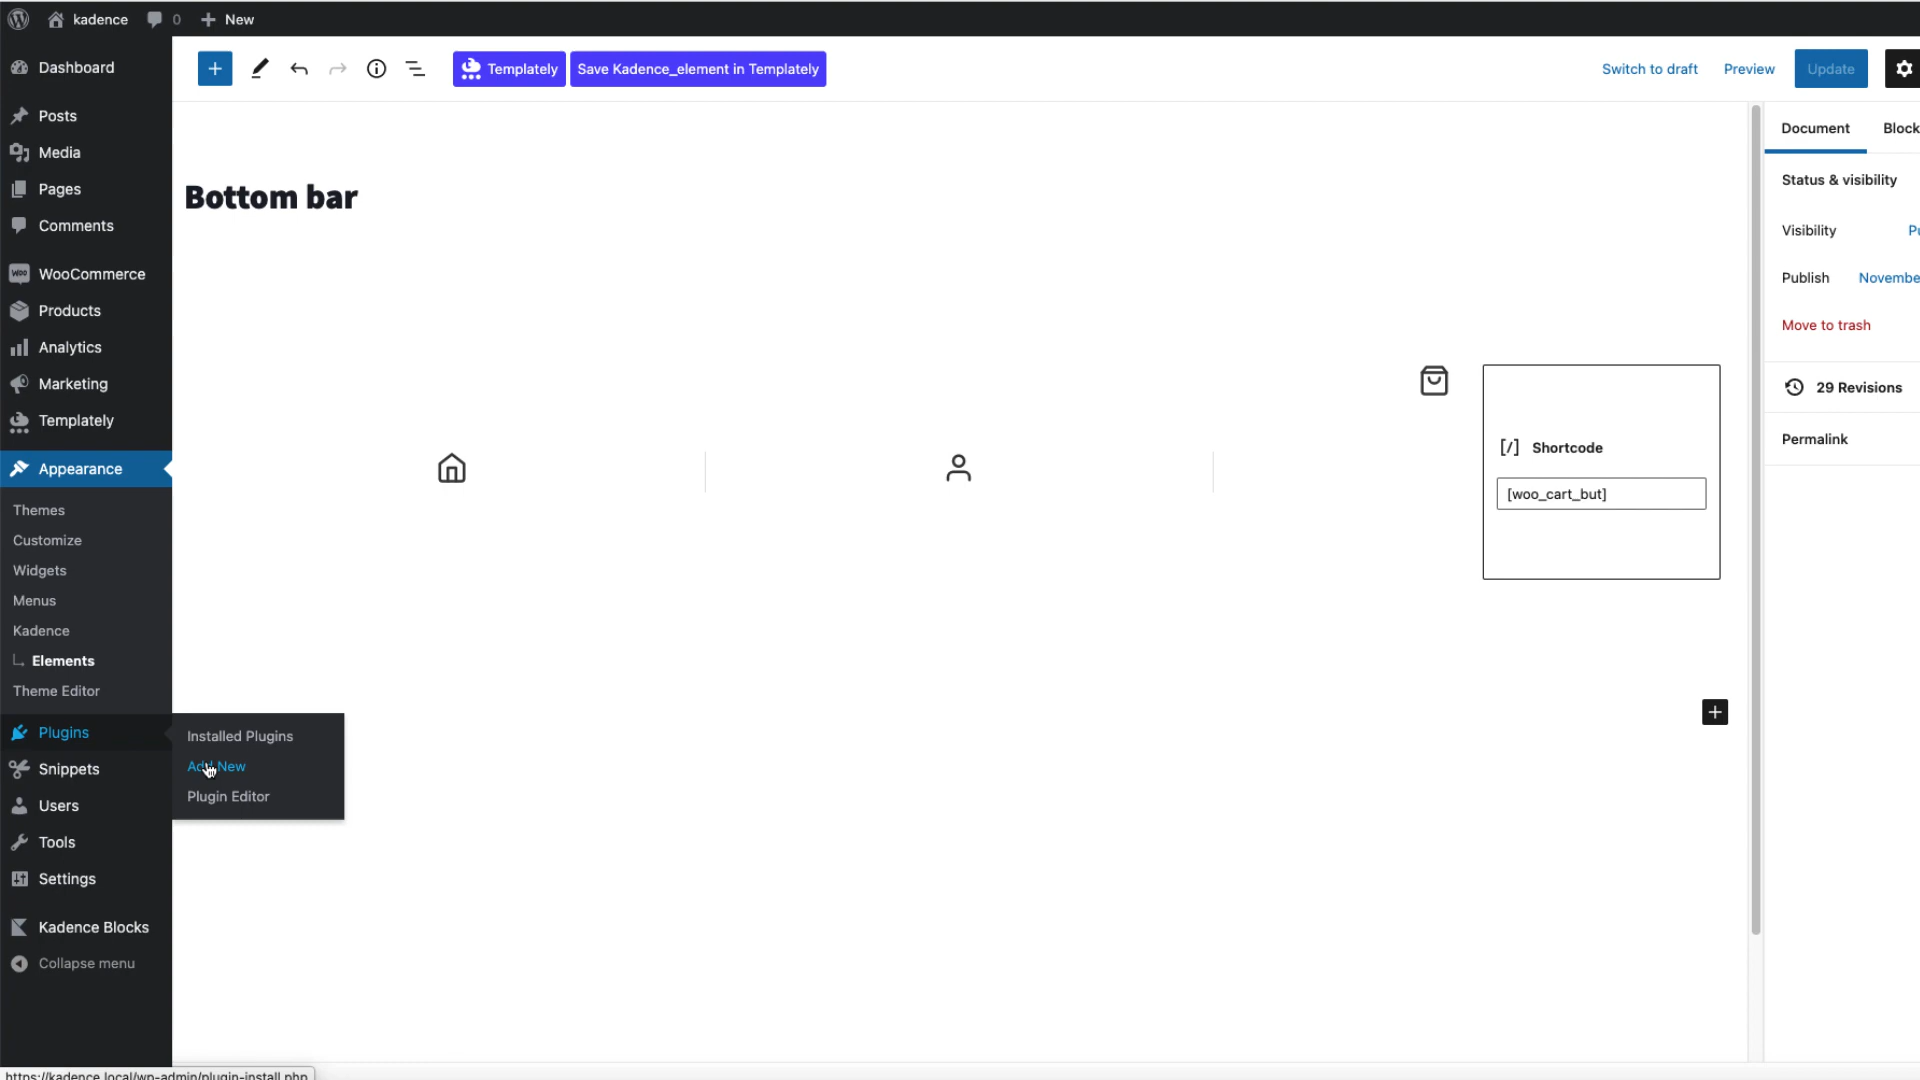 kadence 0 New
Dashboard
Posts
Media
Pages
Comments
WooCommerce
Products
Analytics
Marketing
Templately
Appearance
Themes
Customize
Widgets
Menus
Kadence
Elements
Theme Editor
Plugins
Snippets
Users
Tools
Settings
Kadence Blocks
Collapse menu
Installed Plugins
Add New
Plugin Editor
Templately Save Kadence_element in Templately
Switch to draft Preview Update
Bottom bar
[/] Shortcode
[woo_cart_but]
Document Block
Status & visibility
Visibility Pu
Publish Novembe
Move to trash
29 Revisions
Permalink
https://kadence.local/wp-admin/plugin-install.php